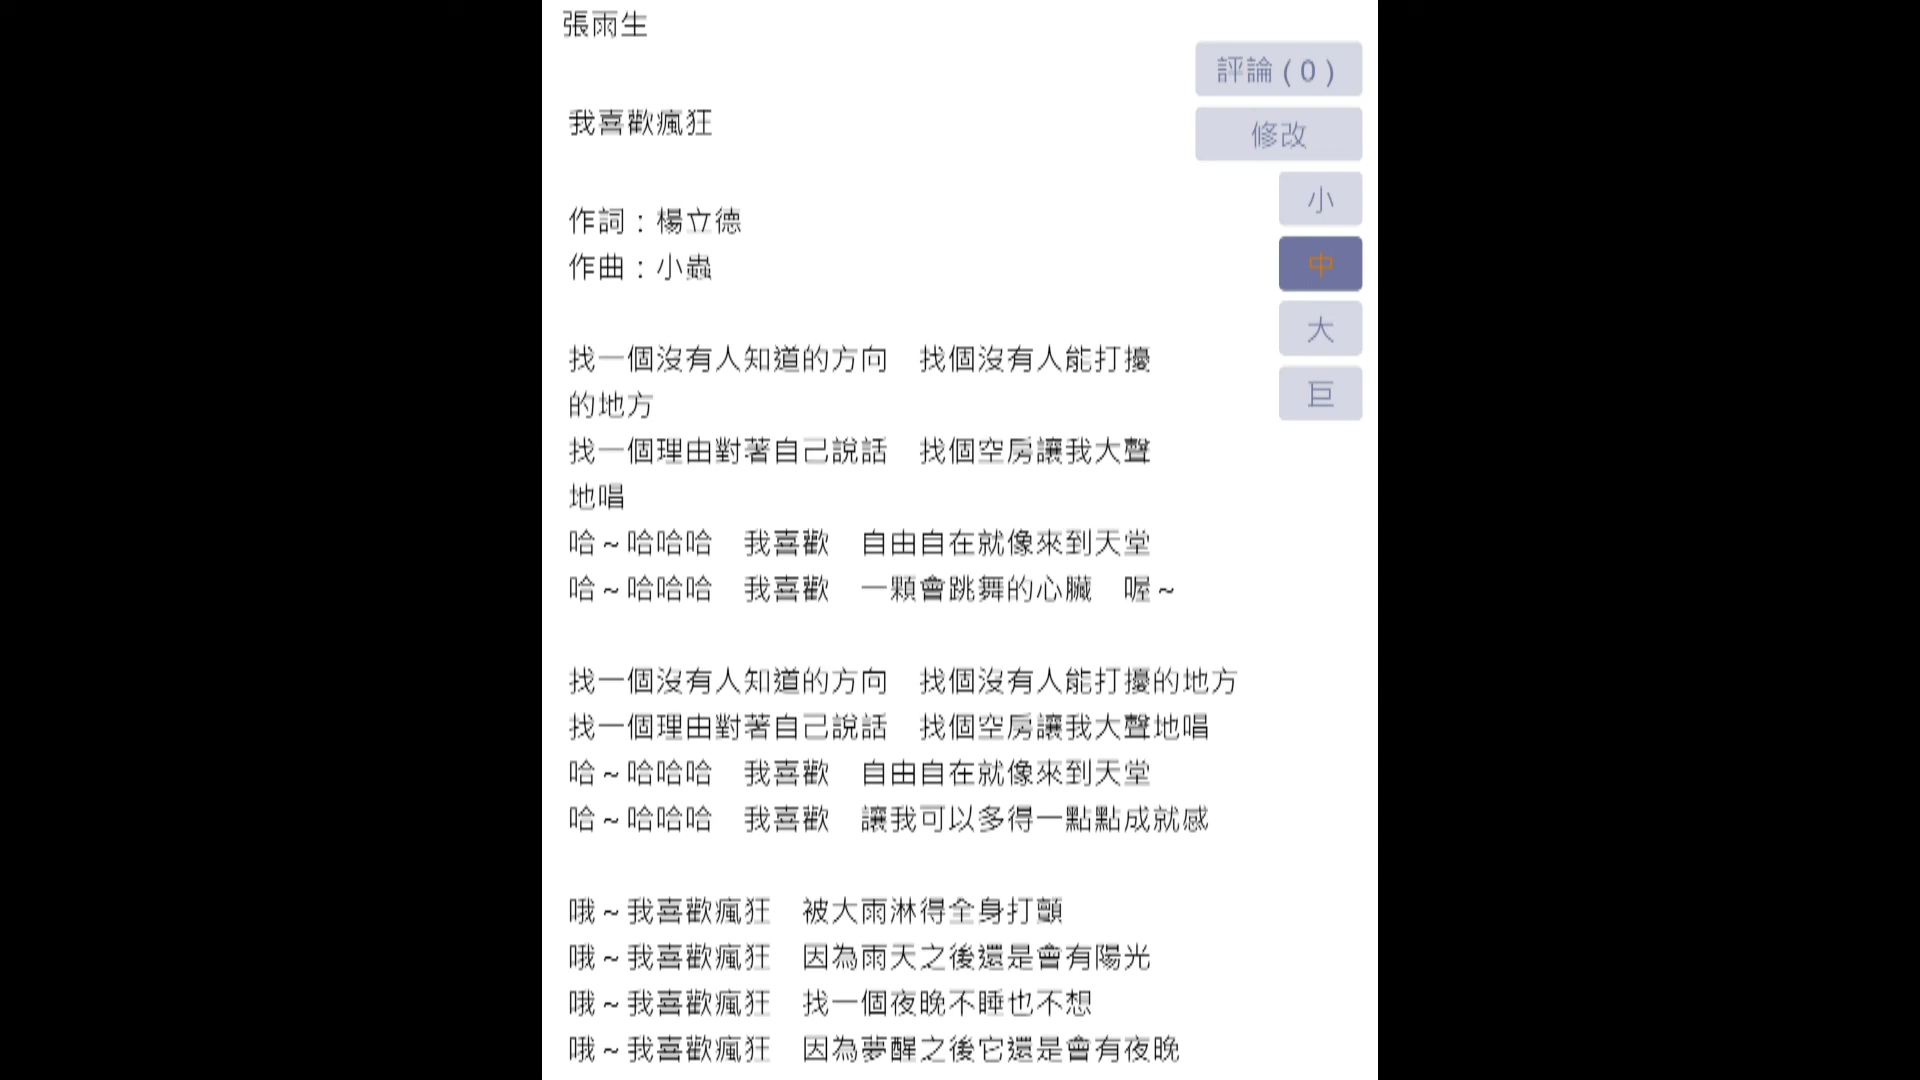 張雨生
評論 ( 0 )
我喜歡瘋狂
修改
小
作詞：楊立德
中
作曲：小蟲
大
找一個沒有人知道的方向　找個沒有人能打擾
巨
的地方
找一個理由對著自己說話　找個空房讓我大聲
地唱
哈～哈哈哈　我喜歡　自由自在就像來到天堂
哈～哈哈哈　我喜歡　一顆會跳舞的心臟　喔～
找一個沒有人知道的方向　找個沒有人能打擾的地方
找一個理由對著自己說話　找個空房讓我大聲地唱
哈～哈哈哈　我喜歡　自由自在就像來到天堂
哈～哈哈哈　我喜歡　讓我可以多得一點點成就感
哦～我喜歡瘋狂　被大雨淋得全身打顫
哦～我喜歡瘋狂　因為雨天之後還是會有陽光
哦～我喜歡瘋狂　找一個夜晚不睡也不想
哦～我喜歡瘋狂　因為夢醒之後它還是會有夜晚